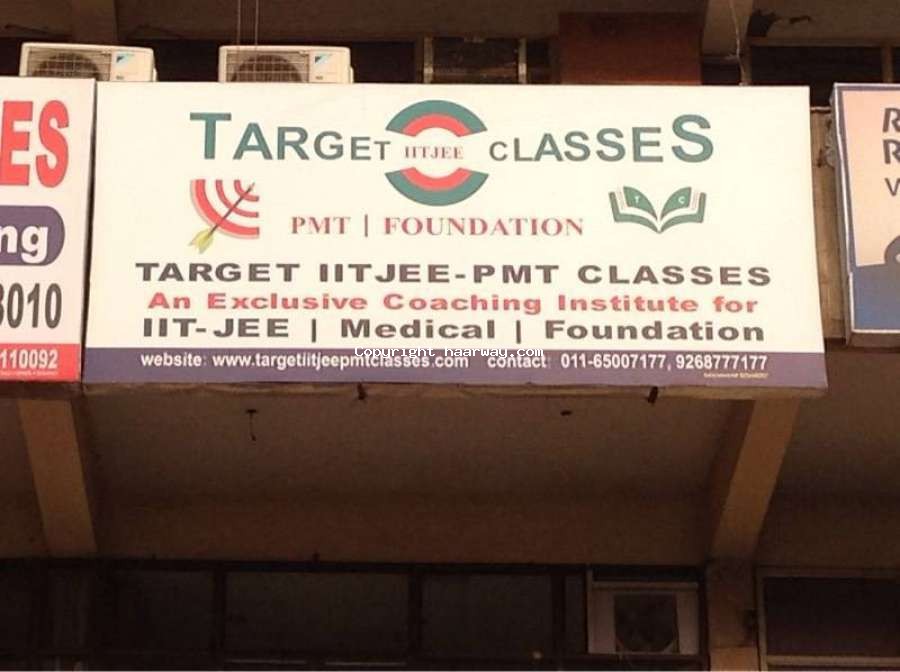 TARGET IITJEE CLASSES
PMT | FOUNDATION
T C
TARGET IITJEE-PMT CLASSES
An Exclusive Coaching Institute for
IIT-JEE | Medical | Foundation
website: www.targetiitjeepmtclasses.com contact: 011-65007177, 9268777177
Copyright naarway.com
ES
ng
3010
110092
R
R